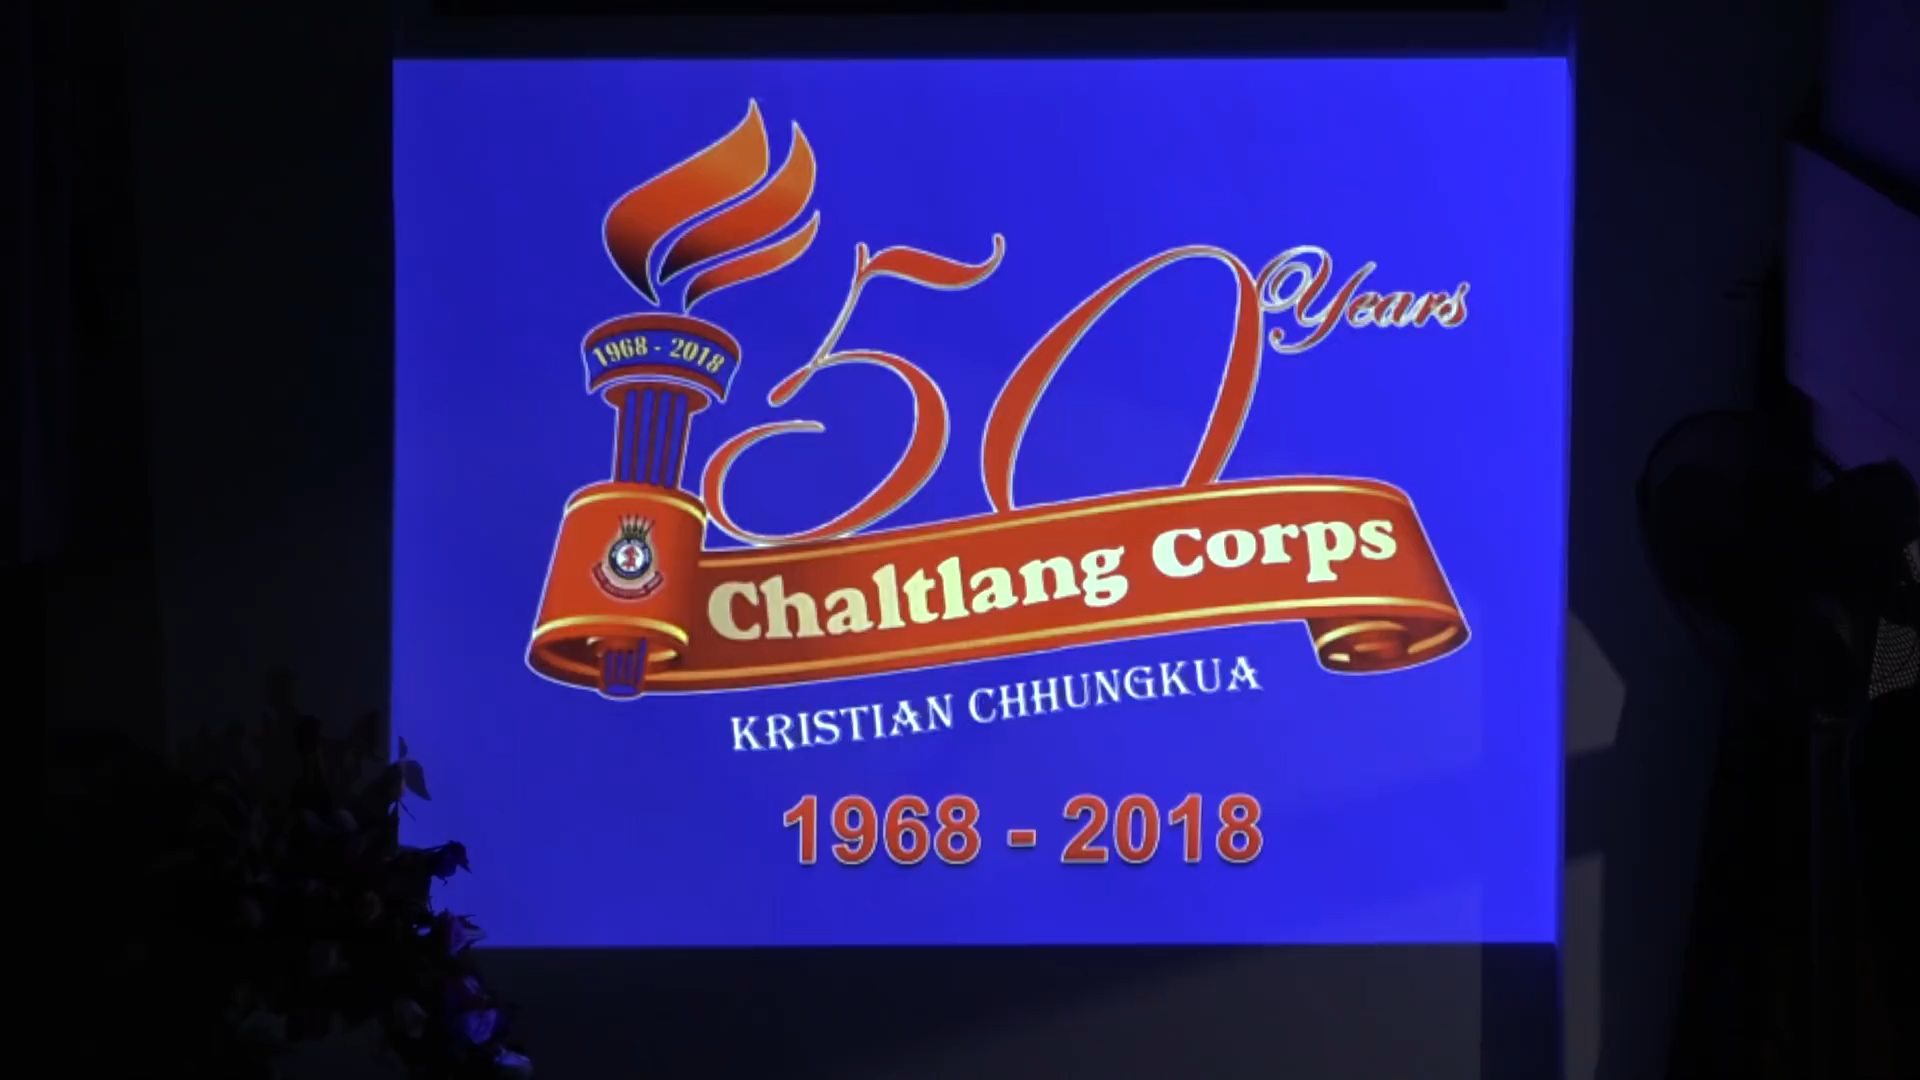 50 Years
1968 - 2018
Chaltlang Corps
KRISTIAN CHHUNGKUA
1968 - 2018